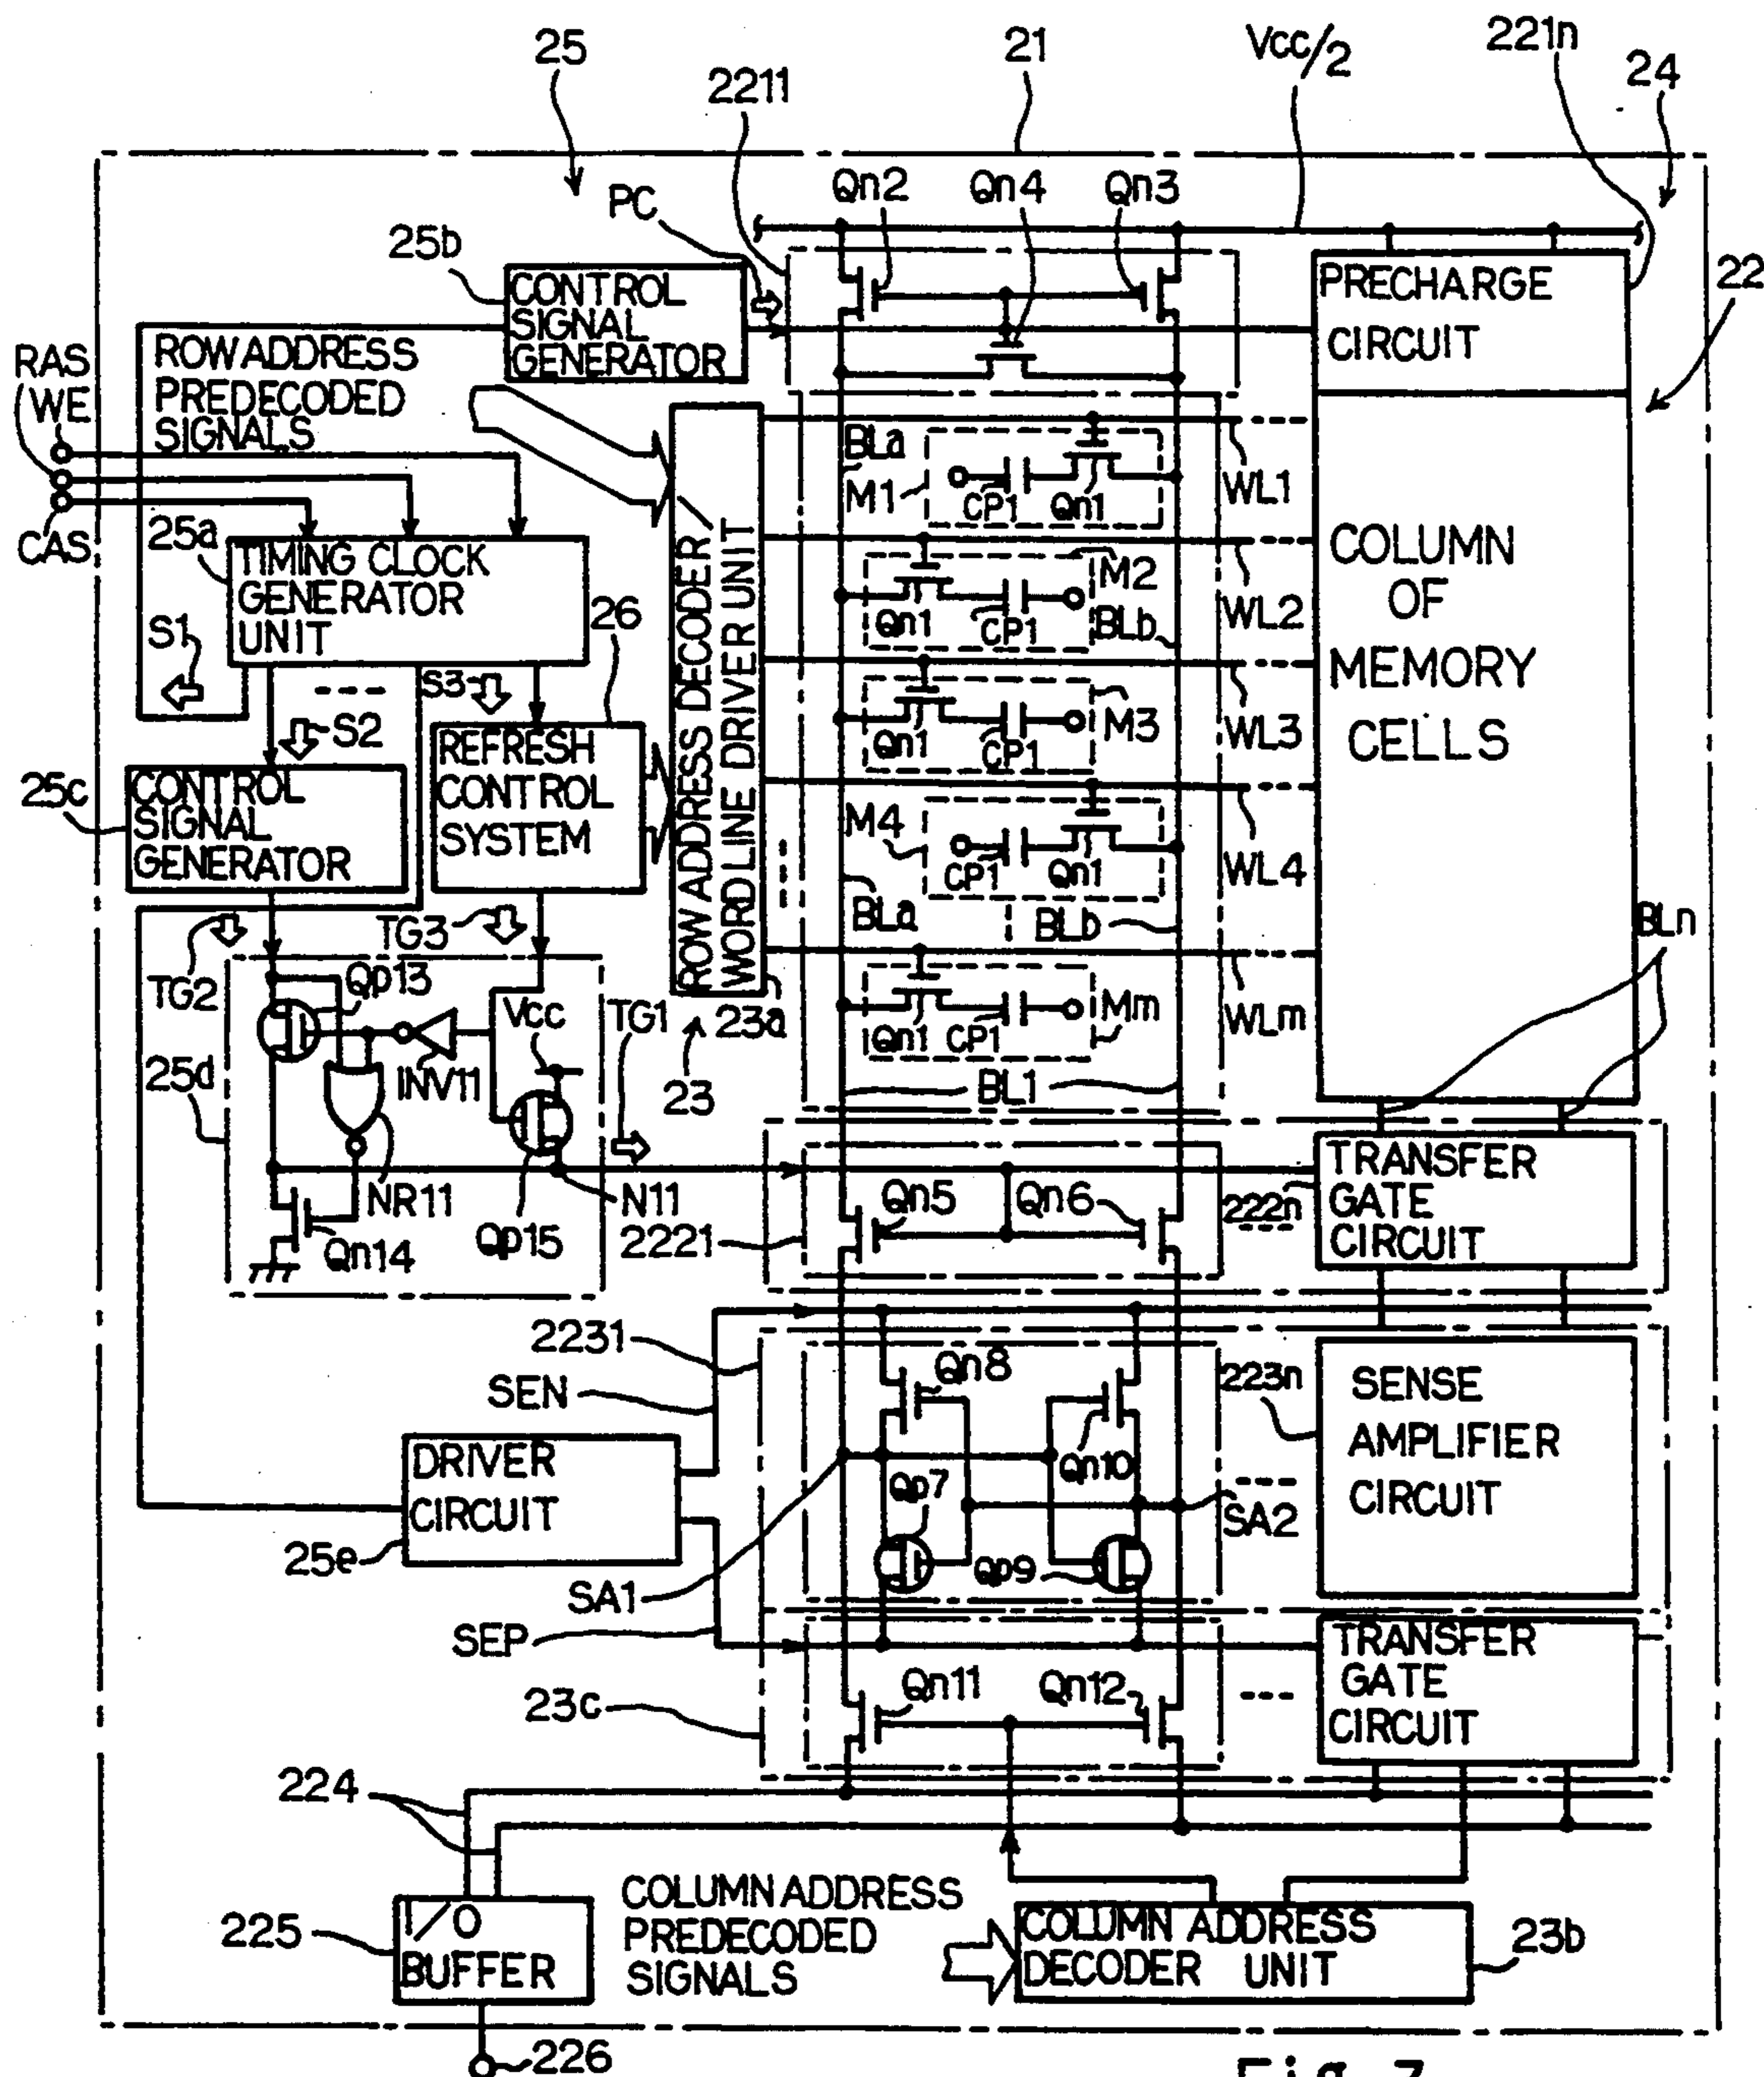 25
2211
21
Vcc/2
221n
24
PC
Qn2
Qn4
Qn3
25b
CONTROL
SIGNAL
GENERATOR
PRECHARGE
CIRCUIT
22
RAS
WE
CAS
ROW ADDRESS
PREDECODED
SIGNALS
BLa
M1
CP1
Qn1
WL1
25a
TIMING CLOCK
GENERATOR
UNIT
26
ROW ADDRESS DECODER/
WORD LINE DRIVER UNIT
Qn1
CP1
M2
BLb
WL2
COLUMN
OF
MEMORY
CELLS
S1
S2
S3
Qn1
CP1
M3
WL3
25c
CONTROL
SIGNAL
GENERATOR
REFRESH
CONTROL
SYSTEM
M4
CP1
Qn1
WL4
BLa
BLb
BLn
TG2
TG3
Qp13
Vcc
TG1
23a
23
Qn1
CP1
Mm
WLm
25d
INV11
BL1
NR11
Qn14
Qp15
N11
2221
Qn5
Qn6
222n
TRANSFER
GATE
CIRCUIT
2231
SEN
Qn8
Qn10
223n
SENSE
AMPLIFIER
CIRCUIT
DRIVER
CIRCUIT
25e
Qp7
Qp9
SA2
SA1
SEP
23c
Qn11
Qn12
TRANSFER
GATE
CIRCUIT
224
225
I/O
BUFFER
COLUMN ADDRESS
PREDECODED
SIGNALS
COLUMN ADDRESS
DECODER UNIT
23b
226
Fig. 7